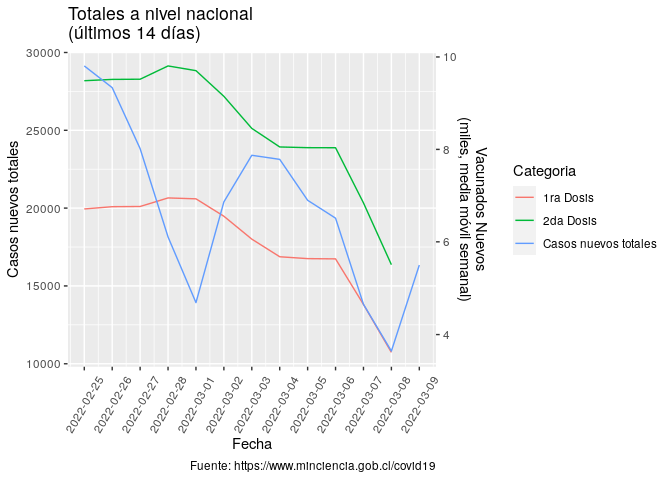 Totales a nivel nacional
(últimos 14 días)
Casos nuevos totales
30000
25000
20000
15000
10000
10
8
6
4
Vacunados Nuevos
(miles, media móvil semanal)
2022-02-25
2022-02-26
2022-02-27
2022-02-28
2022-03-01
2022-03-02
2022-03-03
2022-03-04
2022-03-05
2022-03-06
2022-03-07
2022-03-08
2022-03-09
Fecha
Categoria
1ra Dosis
2da Dosis
Casos nuevos totales
Fuente: https://www.minciencia.gob.cl/covid19